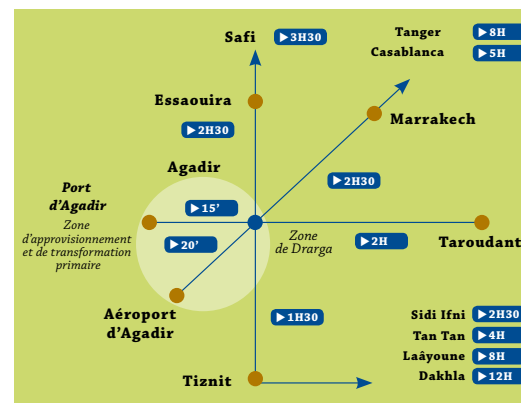 Safi ▶3H30
Tanger ▶8H
Casablanca ▶5H
Essaouira
▶2H30
Marrakech
Agadir
▶2H30
Port
d'Agadir
▶15'
Zone
d'approvisionnement
et de transformation
primaire
Zone
de Drarga
▶2H
Taroudant
▶20'
Aéroport
d'Agadir
▶1H30
Sidi Ifni ▶2H30
Tan Tan ▶4H
Laâyoune ▶8H
Dakhla ▶12H
Tiznit